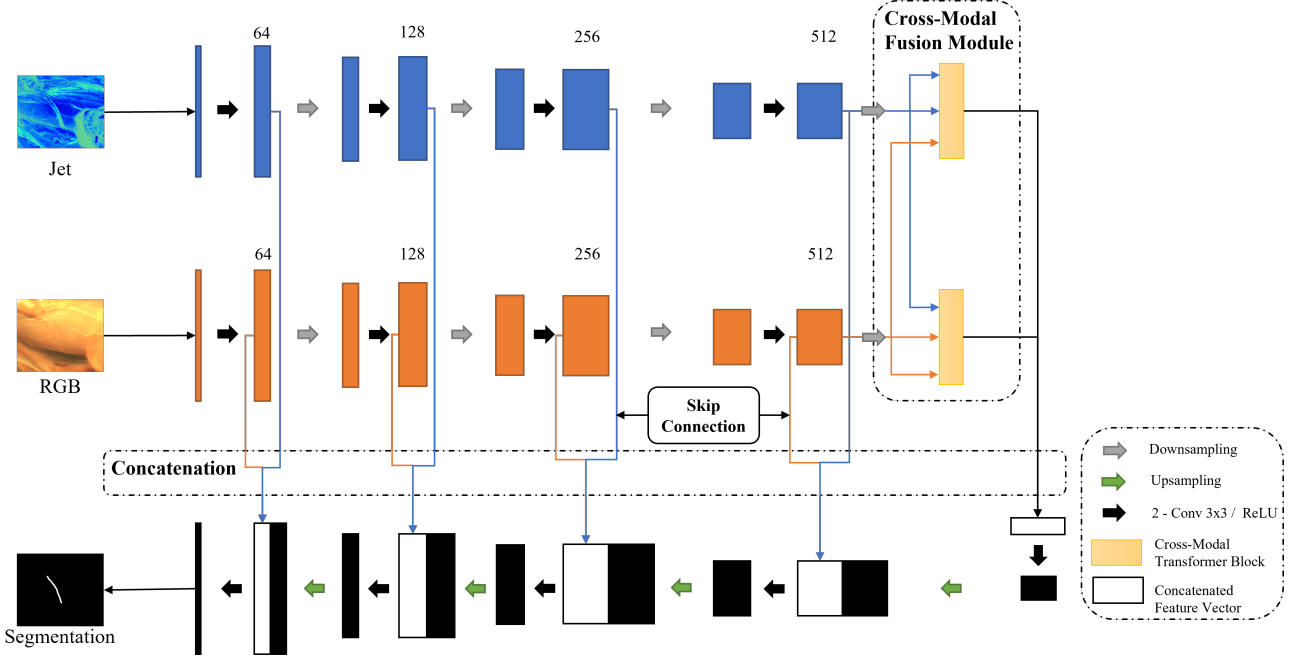 64
128
256
512
Cross-Modal
Fusion Module
Jet
64
128
256
512
RGB
Skip
Connection
Concatenation
Segmentation
Downsampling
Upsampling
2 - Conv 3x3 / ReLU
Cross-Modal
Transformer Block
Concatenated
Feature Vector